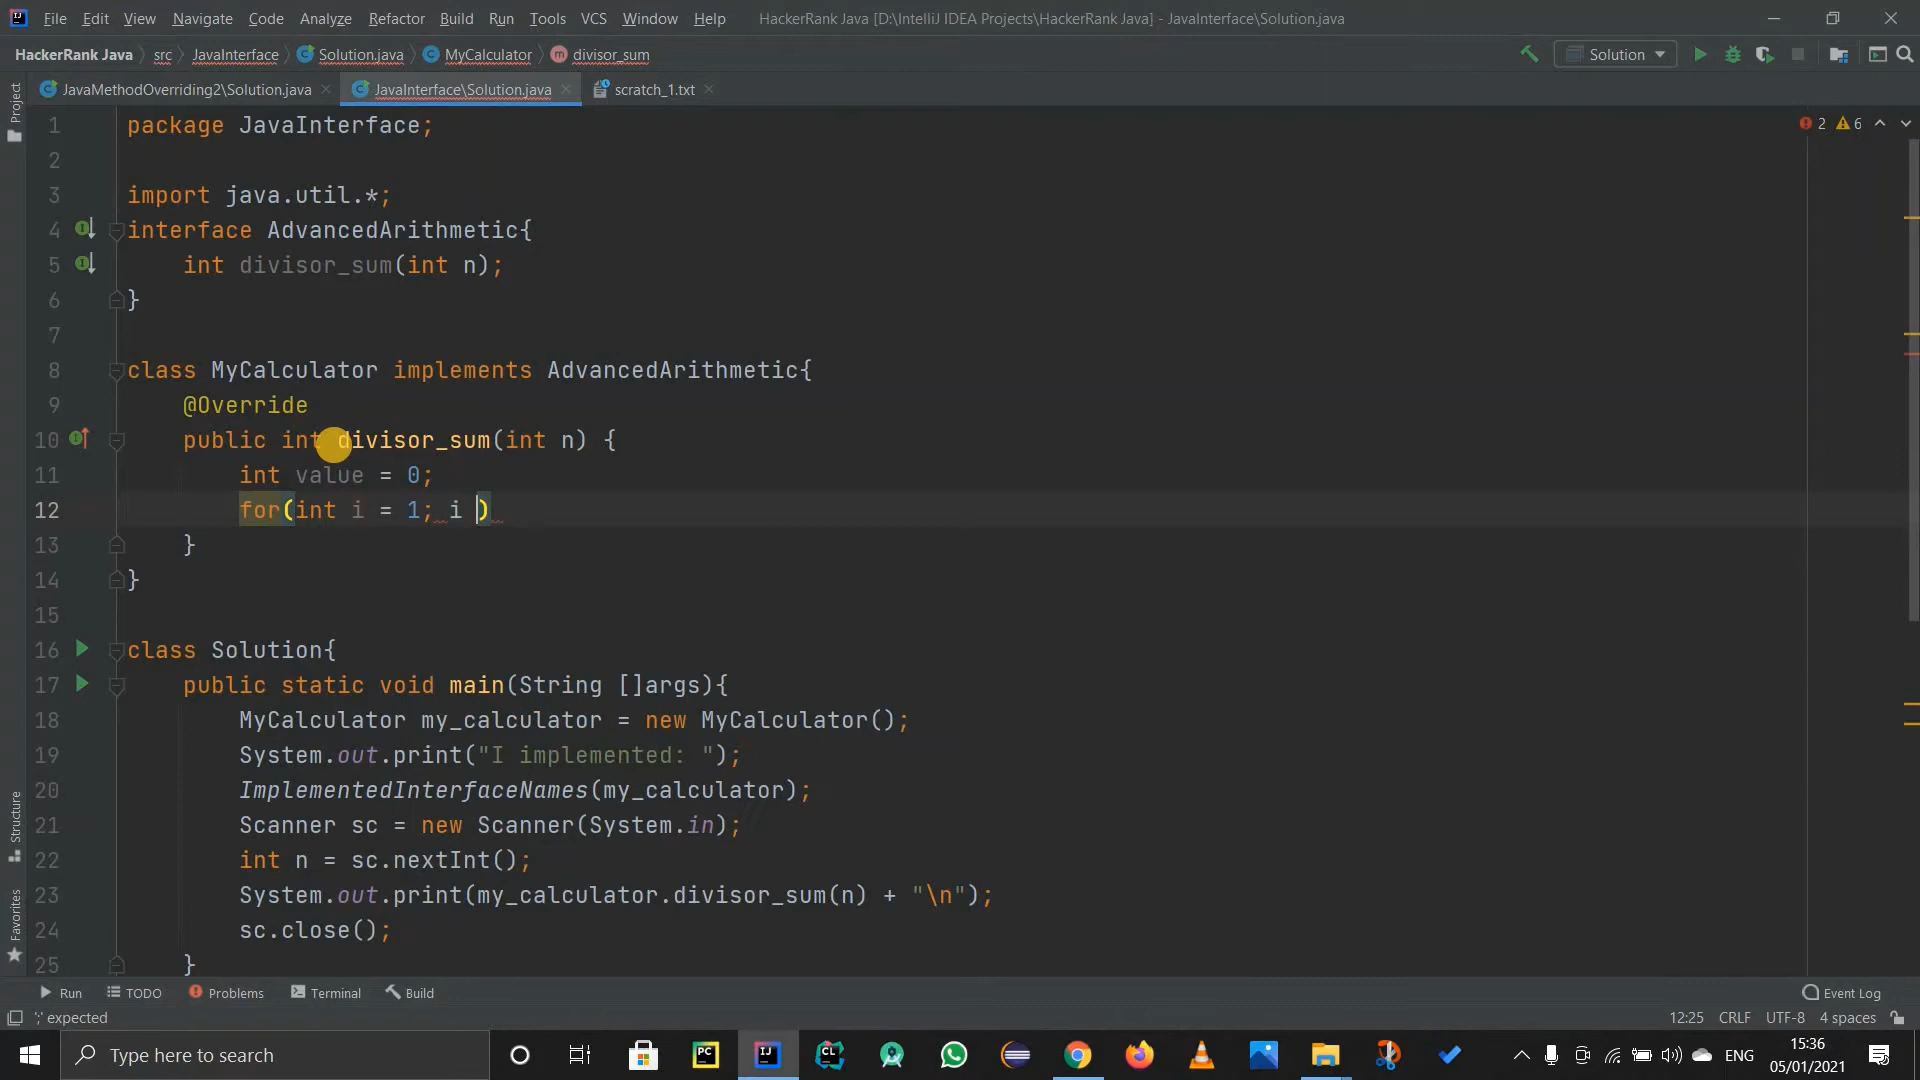 File Edit View Navigate Code Analyze Refactor Build Run Tools VCS Window Help HackerRank Java [D:\IntelliJ IDEA Projects\HackerRank Java] - JavaInterface\Solution.java
HackerRank Java src JavaInterface Solution.java MyCalculator divisor_sum Solution
JavaMethodOverriding2\Solution.java JavaInterface\Solution.java scratch_1.txt
Project
1 package JavaInterface; 2 6
2
3 import java.util.*;
4 interface AdvancedArithmetic{
5 int divisor_sum(int n);
6 }
7
8 class MyCalculator implements AdvancedArithmetic{
9 @Override
10 public int divisor_sum(int n) {
11 int value = 0;
12 for(int i = 1; i )
13 }
14 }
15
16 class Solution{
17 public static void main(String []args){
18 MyCalculator my_calculator = new MyCalculator();
19 System.out.print("I implemented: ");
20 ImplementedInterfaceNames(my_calculator);
21 Scanner sc = new Scanner(System.in);
22 int n = sc.nextInt();
23 System.out.print(my_calculator.divisor_sum(n) + "\n");
24 sc.close();
25 }
Structure
Favorites
Run TODO Problems Terminal Build Event Log
';' expected 12:25 CRLF UTF-8 4 spaces
Type here to search PC IJ CL ENG 15:36
05/01/2021